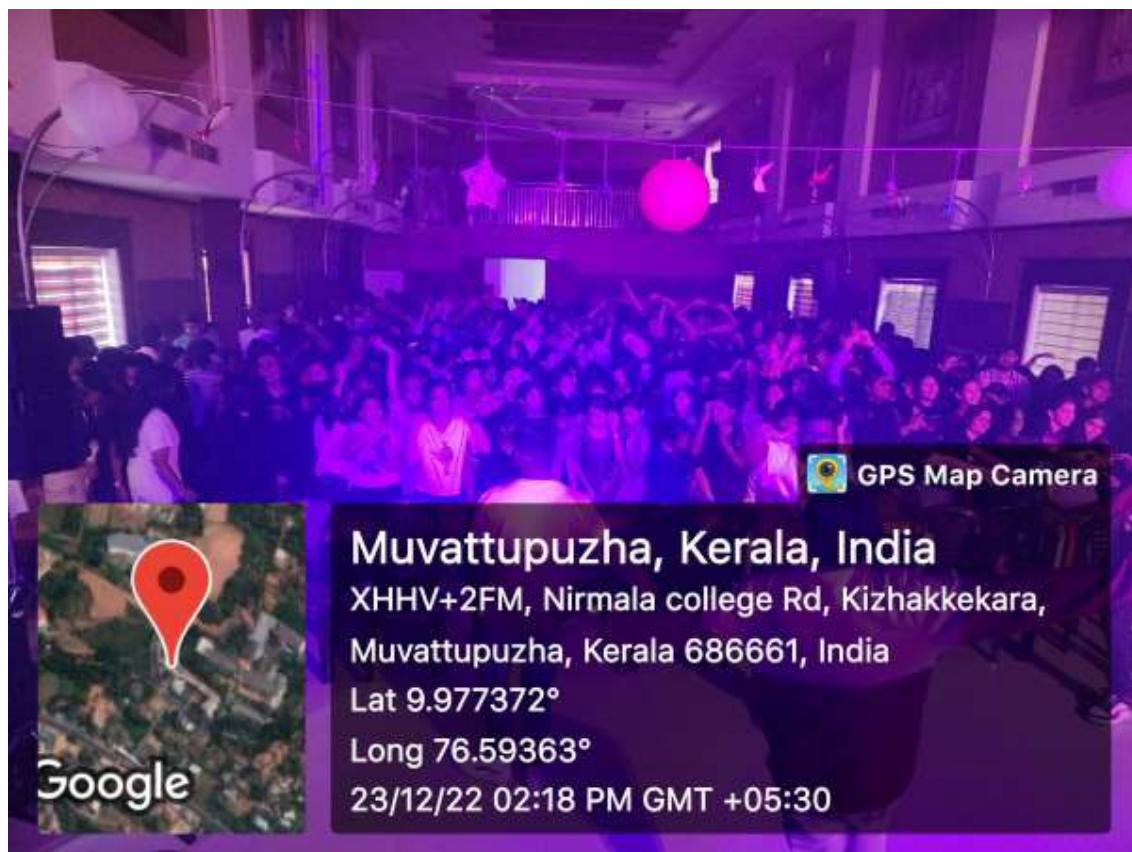 GPS Map Camera
Muvattupuzha, Kerala, India
XHHV+2FM, Nirmala college Rd, Kizhakkekara,
Muvattupuzha, Kerala 686661, India
Lat 9.977372°
Long 76.59363°
23/12/22 02:18 PM GMT +05:30
Google